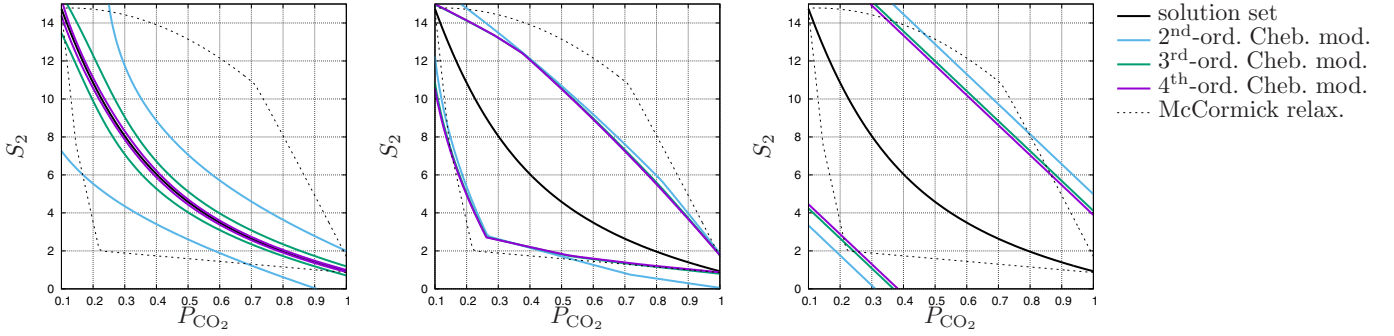 14
12
10
8
6
4
2
0
S₂
0.1 0.2 0.3 0.4 0.5 0.6 0.7 0.8 0.9 1
P_CO₂
14
12
10
8
6
4
2
0
S₂
0.1 0.2 0.3 0.4 0.5 0.6 0.7 0.8 0.9 1
P_CO₂
14
12
10
8
6
4
2
0
S₂
0.1 0.2 0.3 0.4 0.5 0.6 0.7 0.8 0.9 1
P_CO₂
solution set
2ⁿᵈ-ord. Cheb. mod.
3ʳᵈ-ord. Cheb. mod.
4ᵗʰ-ord. Cheb. mod.
McCormick relax.